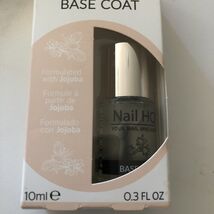 BASE COAT
Formulated
with Jojoba
Formulé à
partir de
Jojoba
Formulado
con Jojoba
Nail HQ
BASE
10ml e
0.3 FL OZ